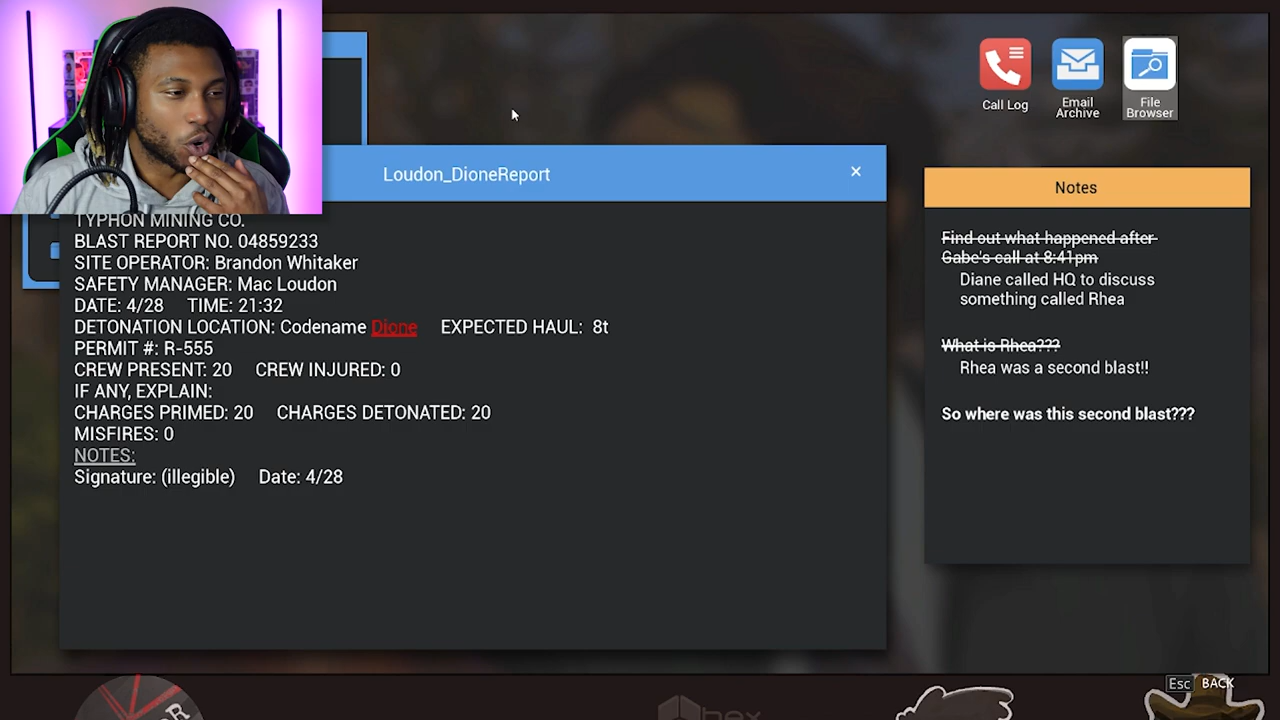 Call Log
Email Archive
File Browser
Loudon_DioneReport
×
TYPHON MINING CO.
BLAST REPORT NO. 04859233
SITE OPERATOR: Brandon Whitaker
SAFETY MANAGER: Mac Loudon
DATE: 4/28 TIME: 21:32
DETONATION LOCATION: Codename Dione EXPECTED HAUL: 8t
PERMIT #: R-555
CREW PRESENT: 20 CREW INJURED: 0
IF ANY, EXPLAIN:
CHARGES PRIMED: 20 CHARGES DETONATED: 20
MISFIRES: 0
NOTES:
Signature: (illegible) Date: 4/28
Notes
Find out what happened after
Gabe's call at 8:41pm
Diane called HQ to discuss
something called Rhea
What is Rhea???
Rhea was a second blast!!
So where was this second blast???
Esc BACK
hex